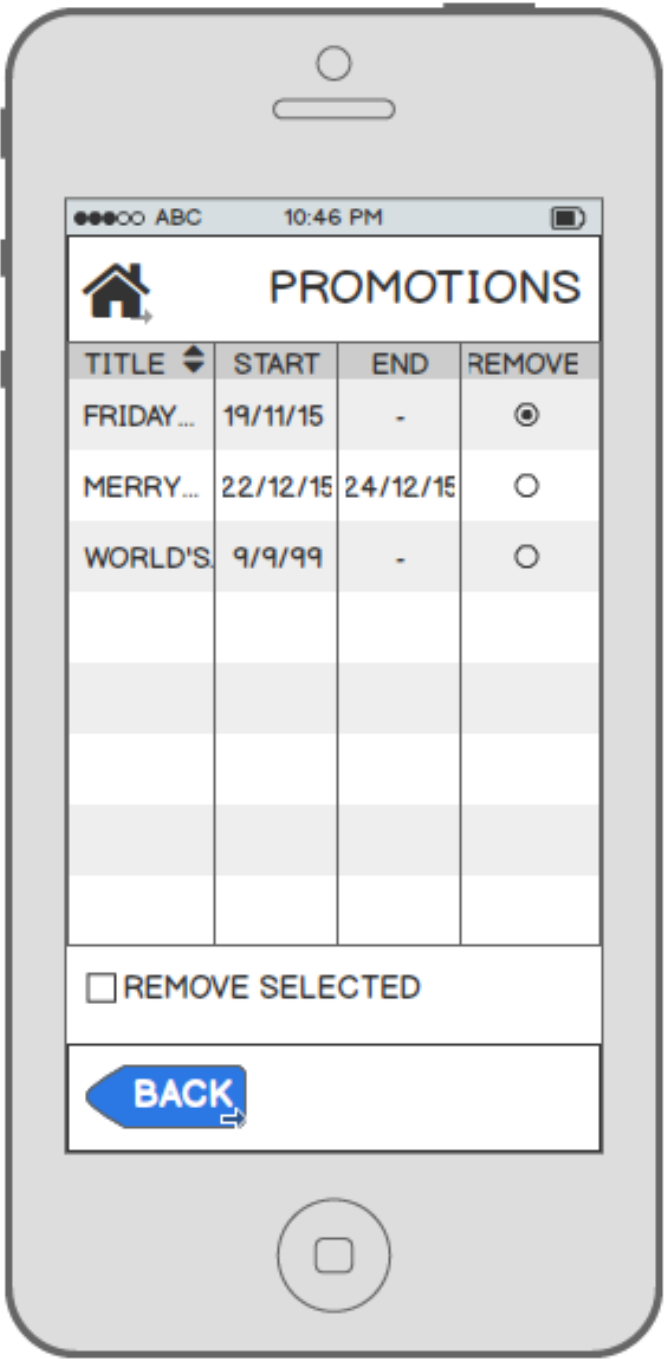 ABC 10:46 PM
PROMOTIONS
TITLE START END REMOVE
FRIDAY... 19/11/15 -
MERRY... 22/12/15 24/12/15
WORLD'S. 9/9/99 -
REMOVE SELECTED
BACK